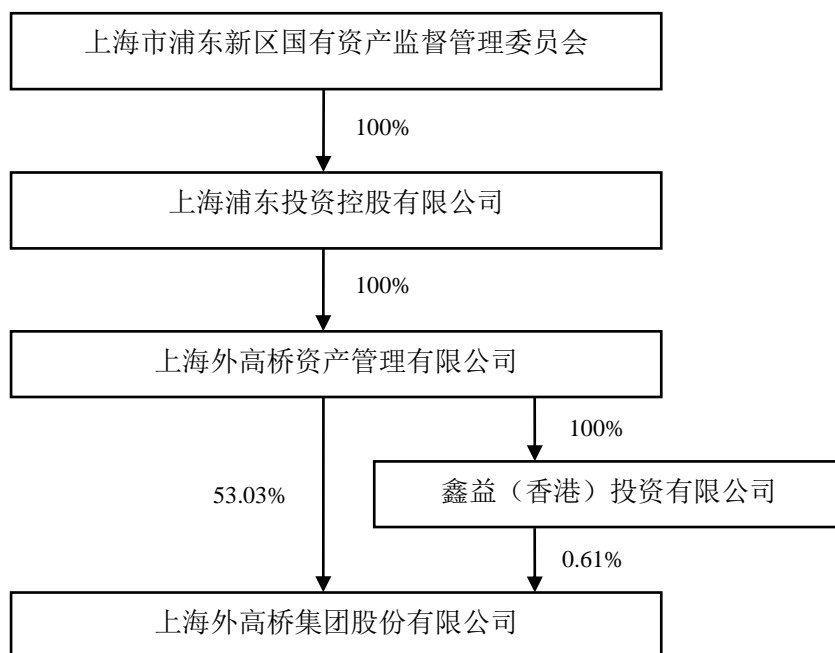 上海市浦东新区国有资产监督管理委员会
100%
上海浦东投资控股有限公司
100%
上海外高桥资产管理有限公司
100%
53.03%
鑫益（香港）投资有限公司
0.61%
上海外高桥集团股份有限公司